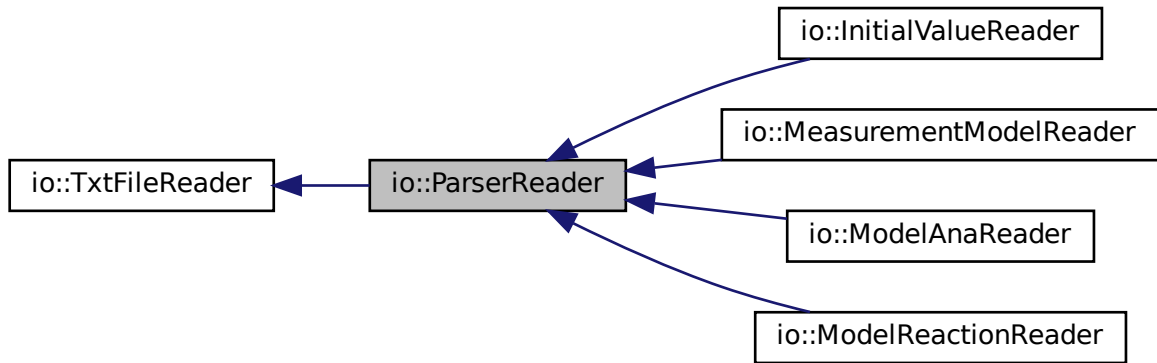 io::InitialValueReader
io::MeasurementModelReader
io::TxtFileReader
io::ParserReader
io::ModelAnaReader
io::ModelReactionReader